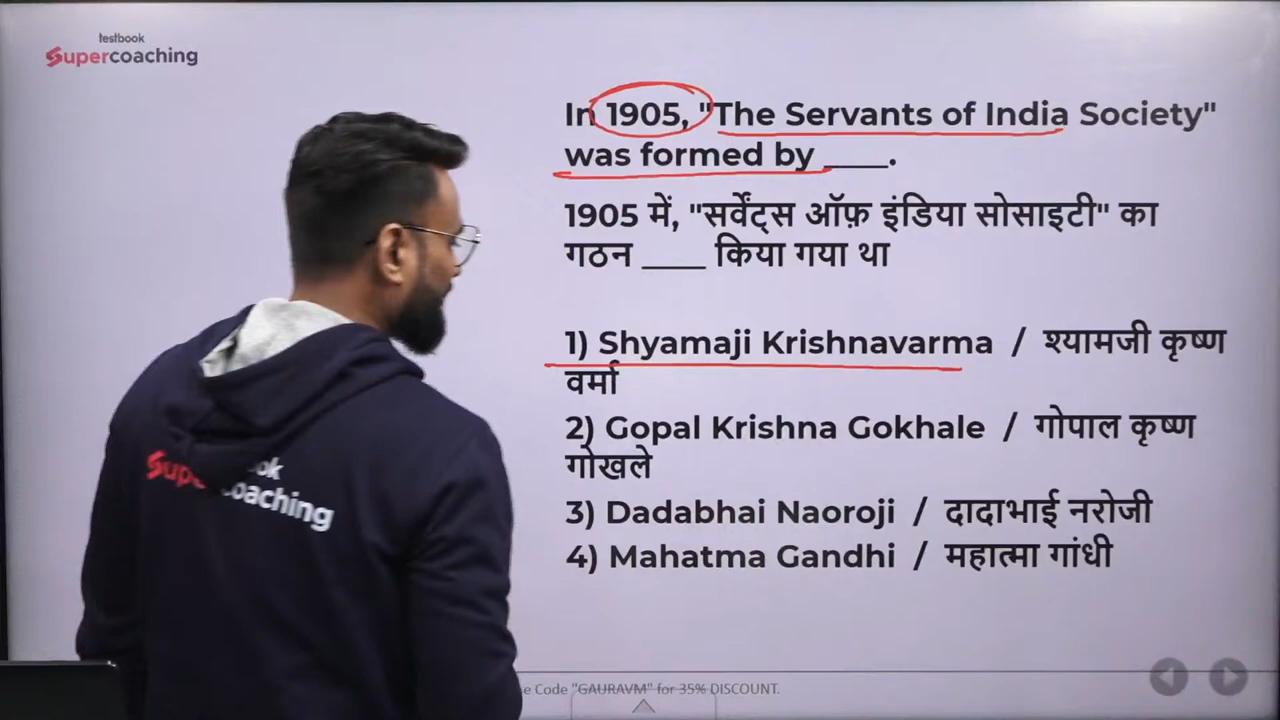 testbook
Supercoaching
In 1905, "The Servants of India Society"
was formed by ____.
1905 में, "सर्वेंट्स ऑफ़ इंडिया सोसाइटी" का
गठन ____ किया गया था
1) Shyamaji Krishnavarma / श्यामजी कृष्ण
वर्मा
2) Gopal Krishna Gokhale / गोपाल कृष्ण
गोखले
3) Dadabhai Naoroji / दादाभाई नरोजी
4) Mahatma Gandhi / महात्मा गांधी
Code "GAURAVM" for 35% DISCOUNT.
coaching